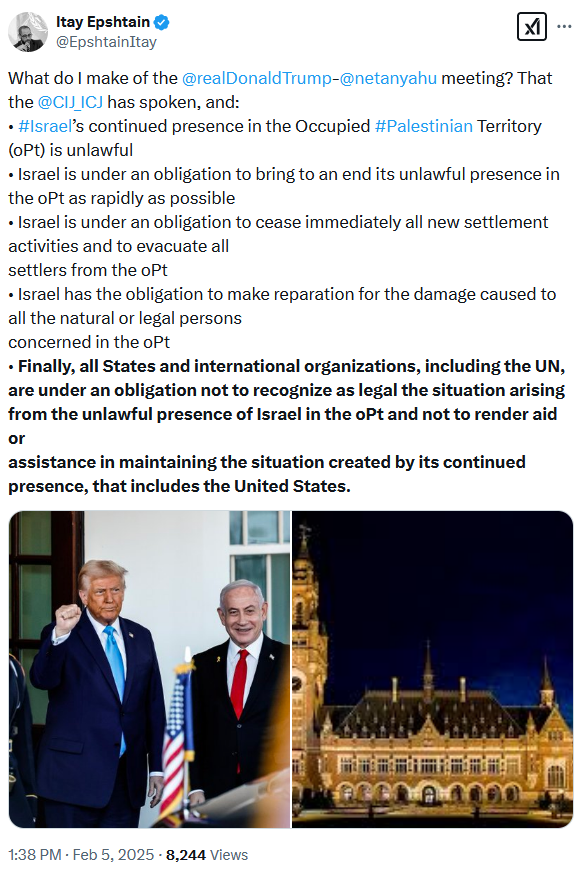 Itay Epshtain
@EpshtainItay
What do I make of the @realDonaldTrump-@netanyahu meeting? That
the @CIJ_ICJ has spoken, and:
• #Israel's continued presence in the Occupied #Palestinian Territory
(oPt) is unlawful
• Israel is under an obligation to bring to an end its unlawful presence in
the oPt as rapidly as possible
• Israel is under an obligation to cease immediately all new settlement
activities and to evacuate all
settlers from the oPt
• Israel has the obligation to make reparation for the damage caused to
all the natural or legal persons
concerned in the oPt
• Finally, all States and international organizations, including the UN,
are under an obligation not to recognize as legal the situation arising
from the unlawful presence of Israel in the oPt and not to render aid
or
assistance in maintaining the situation created by its continued
presence, that includes the United States.
1:38 PM · Feb 5, 2025 · 8,244 Views